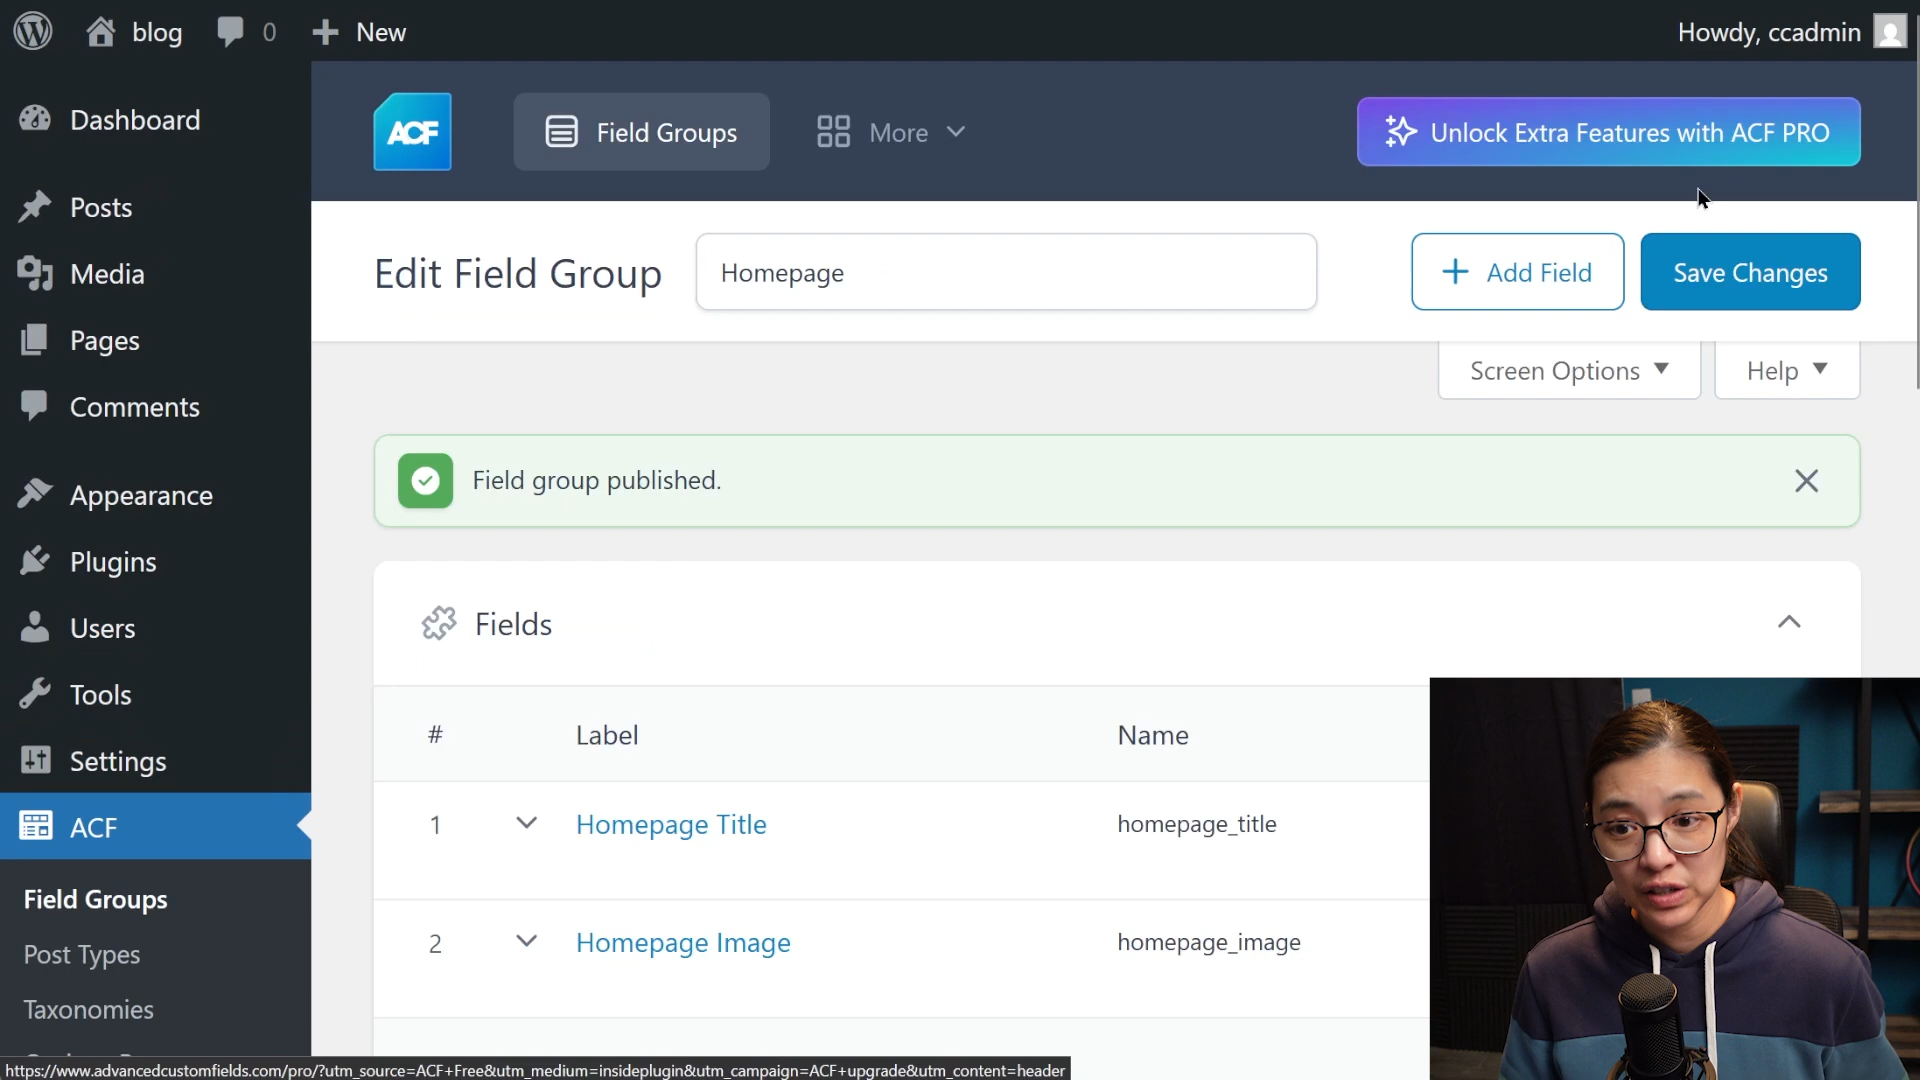 blog
0
New
Howdy, ccadmin
Dashboard
Posts
Media
Pages
Comments
Appearance
Plugins
Users
Tools
Settings
ACF
Field Groups
Post Types
Taxonomies
ACF
Field Groups
More
Unlock Extra Features with ACF PRO
Edit Field Group
Homepage
Add Field
Save Changes
Screen Options
Help
Field group published.
Fields
# Label Name
1 Homepage Title homepage_title
2 Homepage Image homepage_image
https://www.advancedcustomfields.com/pro/?utm_source=ACF+Free&utm_medium=insideplugin&utm_campaign=ACF+upgrade&utm_content=header